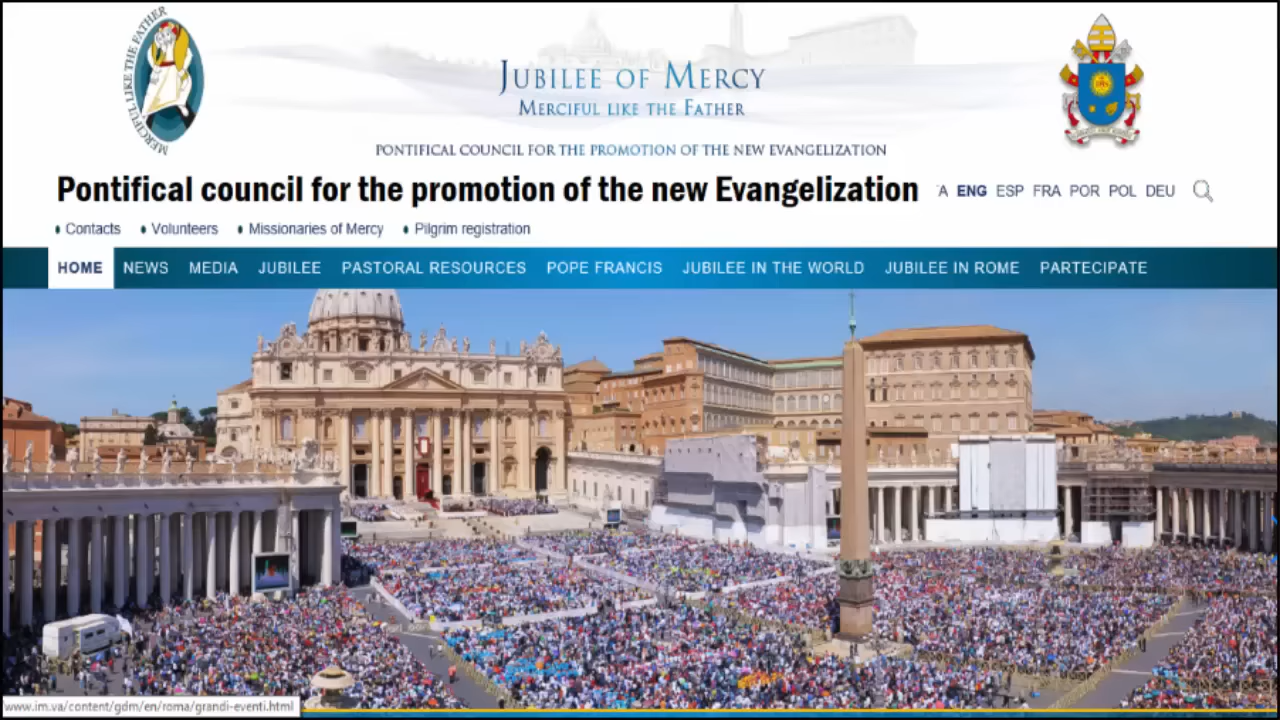 MERCIFUL LIKE THE FATHER
JUBILEE OF MERCY
MERCIFUL LIKE THE FATHER
PONTIFICAL COUNCIL FOR THE PROMOTION OF THE NEW EVANGELIZATION
Pontifical council for the promotion of the new Evangelization
A ENG ESP FRA POR POL DEU
Contacts Volunteers Missionaries of Mercy Pilgrim registration
HOME NEWS MEDIA JUBILEE PASTORAL RESOURCES POPE FRANCIS JUBILEE IN THE WORLD JUBILEE IN ROME PARTECIPATE
www.im.va/content/gdm/en/roma/grandi-eventi.html